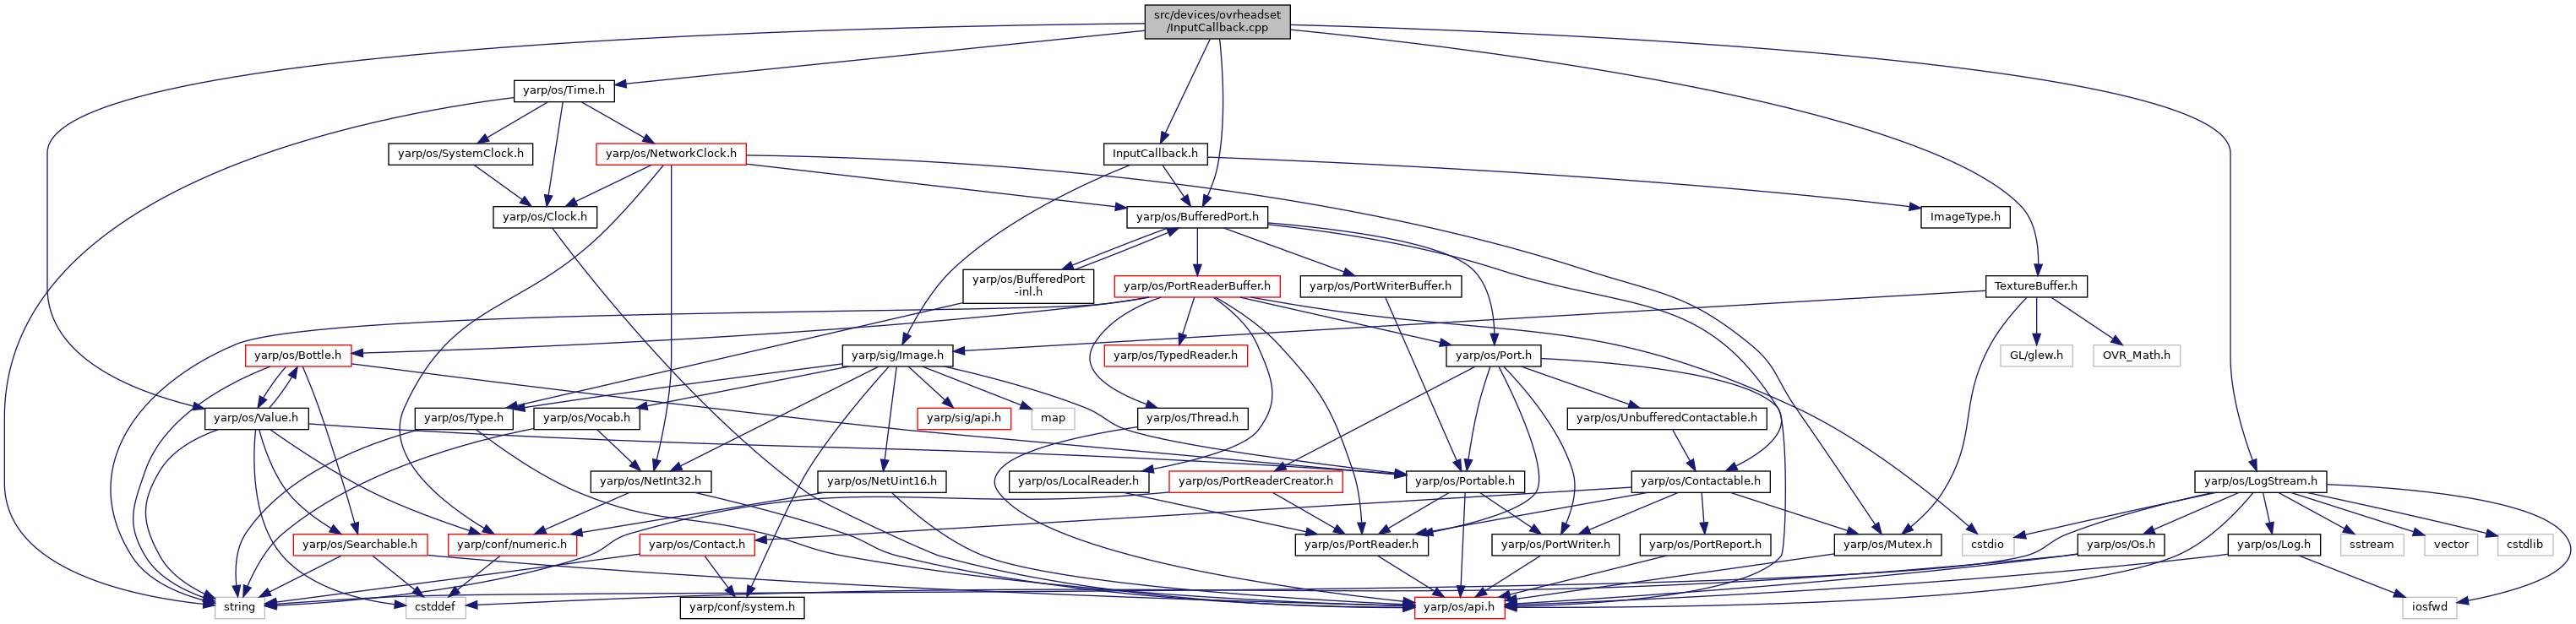 src/devices/ovrheadset
/InputCallback.cpp
yarp/os/Time.h
yarp/os/SystemClock.h
yarp/os/NetworkClock.h
InputCallback.h
yarp/os/Clock.h
yarp/os/BufferedPort.h
ImageType.h
yarp/os/BufferedPort
-inl.h
yarp/os/PortReaderBuffer.h
yarp/os/PortWriterBuffer.h
TextureBuffer.h
yarp/os/Bottle.h
yarp/sig/Image.h
yarp/os/TypedReader.h
yarp/os/Port.h
GL/glew.h
OVR_Math.h
yarp/os/Value.h
yarp/os/Type.h
yarp/os/Vocab.h
yarp/sig/api.h
map
yarp/os/Thread.h
yarp/os/UnbufferedContactable.h
yarp/os/NetInt32.h
yarp/os/NetUint16.h
yarp/os/LocalReader.h
yarp/os/PortReaderCreator.h
yarp/os/Portable.h
yarp/os/Contactable.h
yarp/os/LogStream.h
yarp/os/Searchable.h
yarp/conf/numeric.h
yarp/os/Contact.h
yarp/os/PortReader.h
yarp/os/PortWriter.h
yarp/os/PortReport.h
yarp/os/Mutex.h
cstdio
yarp/os/Os.h
yarp/os/Log.h
sstream
vector
cstdlib
string
cstddef
yarp/conf/system.h
yarp/os/api.h
iosfwd